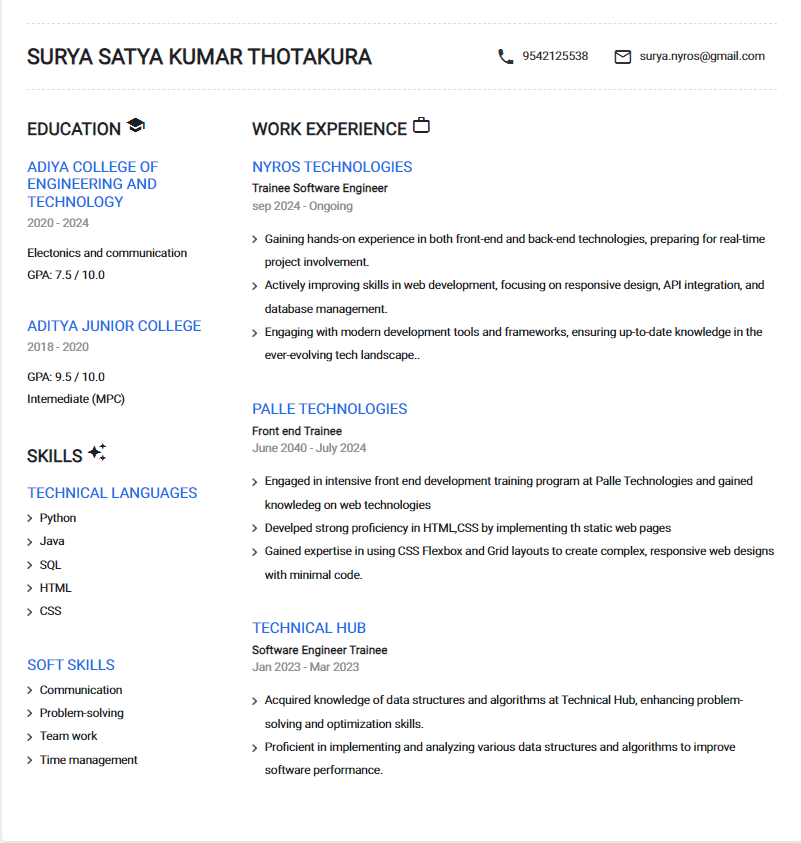 SURYA SATYA KUMAR THOTAKURA
9542125538
surya.nyros@gmail.com
EDUCATION
ADIYA COLLEGE OF
ENGINEERING AND
TECHNOLOGY
2020 - 2024
Electonics and communication
GPA: 7.5 / 10.0
ADITYA JUNIOR COLLEGE
2018 - 2020
GPA: 9.5 / 10.0
Intemediate (MPC)
SKILLS
TECHNICAL LANGUAGES
Python
Java
SQL
HTML
CSS
SOFT SKILLS
Communication
Problem-solving
Team work
Time management
WORK EXPERIENCE
NYROS TECHNOLOGIES
Trainee Software Engineer
sep 2024 - Ongoing
Gaining hands-on experience in both front-end and back-end technologies, preparing for real-time
project involvement.
Actively improving skills in web development, focusing on responsive design, API integration, and
database management.
Engaging with modern development tools and frameworks, ensuring up-to-date knowledge in the
ever-evolving tech landscape..
PALLE TECHNOLOGIES
Front end Trainee
June 2040 - July 2024
Engaged in intensive front end development training program at Palle Technologies and gained
knowledeg on web technologies
Develped strong proficiency in HTML,CSS by implementing th static web pages
Gained expertise in using CSS Flexbox and Grid layouts to create complex, responsive web designs
with minimal code.
TECHNICAL HUB
Software Engineer Trainee
Jan 2023 - Mar 2023
Acquired knowledge of data structures and algorithms at Technical Hub, enhancing problem-
solving and optimization skills.
Proficient in implementing and analyzing various data structures and algorithms to improve
software performance.